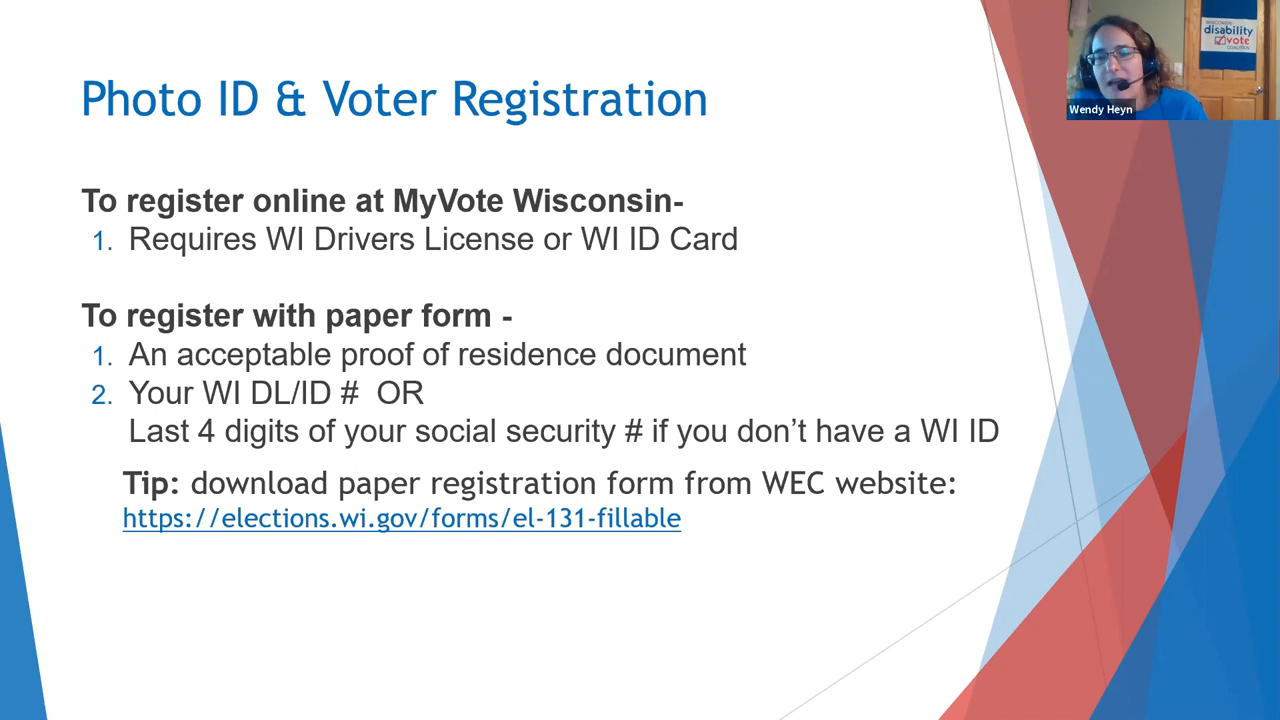 Photo ID & Voter Registration
WISCONSIN
disability
vote
COALITION
Wendy Heyn
To register online at MyVote Wisconsin-
1. Requires WI Drivers License or WI ID Card
To register with paper form -
1. An acceptable proof of residence document
2. Your WI DL/ID #  OR
Last 4 digits of your social security # if you don’t have a WI ID
Tip: download paper registration form from WEC website:
https://elections.wi.gov/forms/el-131-fillable